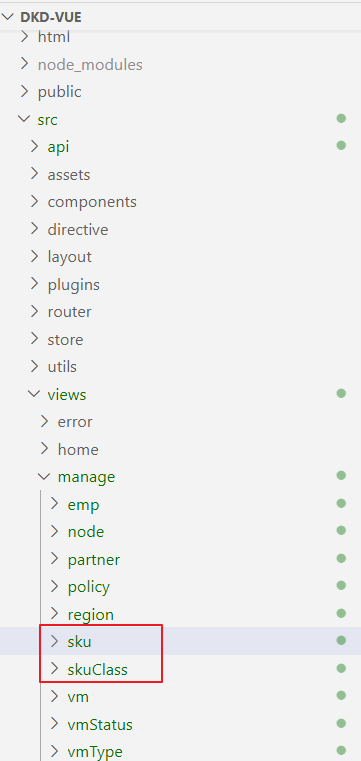 DKD-VUE
html
node_modules
public
src
api
assets
components
directive
layout
plugins
router
store
utils
views
error
home
manage
emp
node
partner
policy
region
sku
skuClass
vm
vmStatus
vmType